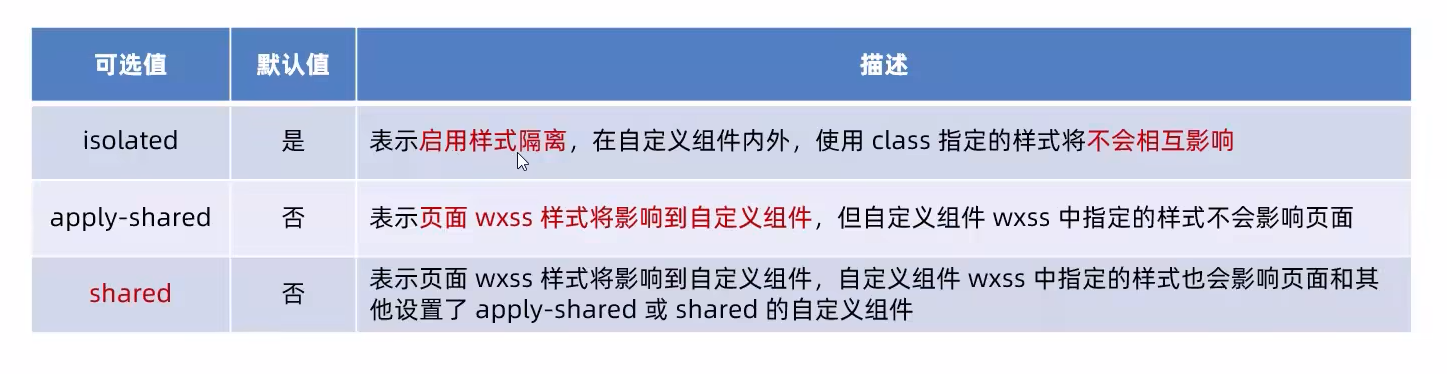 可选值 默认值 描述
isolated 是 表示启用样式隔离，在自定义组件内外，使用 class 指定的样式将不会相互影响
apply-shared 否 表示页面 wxss 样式将影响到自定义组件，但自定义组件 wxss 中指定的样式不会影响页面
shared 否 表示页面 wxss 样式将影响到自定义组件，自定义组件 wxss 中指定的样式也会影响页面和其
他设置了 apply-shared 或 shared 的自定义组件